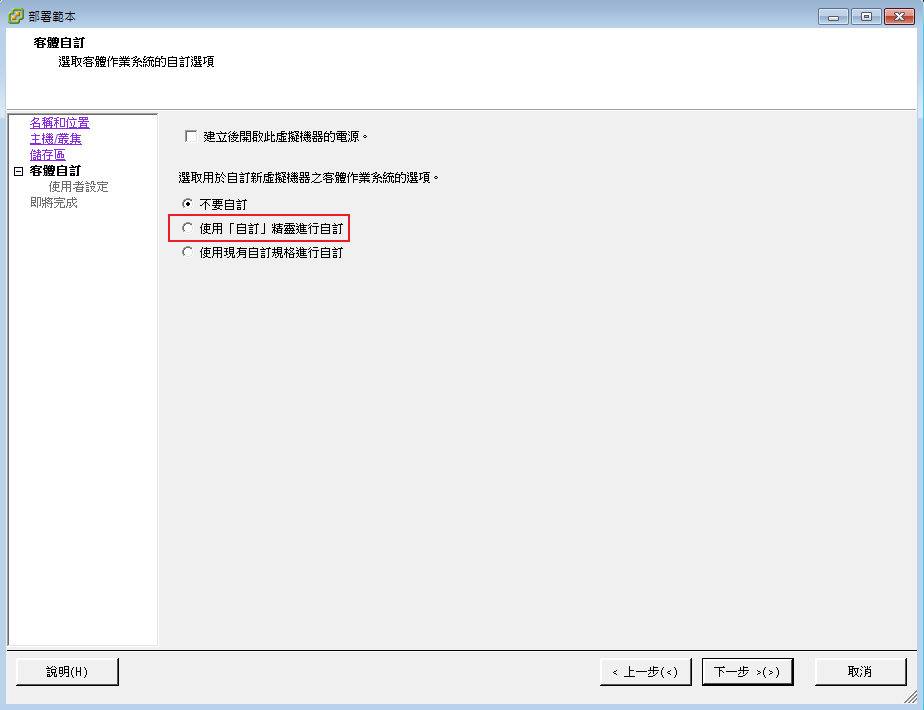 部署範本
客體自訂
選取客體作業系統的自訂選項
名稱和位置
主機/叢集
儲存區
客體自訂
使用者設定
即將完成
建立後開啟此虛擬機器的電源。
選取用於自訂新虛擬機器之客體作業系統的選項。
不要自訂
使用「自訂」精靈進行自訂
使用現有自訂規格進行自訂
說明(H)
< 上一步(<)
下一步 >(>)
取消